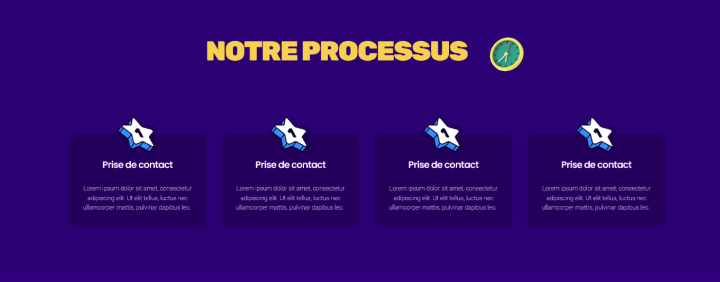 NOTRE PROCESSUS
1
1
1
1
Prise de contact
Prise de contact
Prise de contact
Prise de contact
Lorem ipsum dolor sit amet, consectetur
adipiscing elit. Ut elit tellus, luctus nec
ullamcorper mattis, pulvinar dapibus leo.
Lorem ipsum dolor sit amet, consectetur
adipiscing elit. Ut elit tellus, luctus nec
ullamcorper mattis, pulvinar dapibus leo.
Lorem ipsum dolor sit amet, consectetur
adipiscing elit. Ut elit tellus, luctus nec
ullamcorper mattis, pulvinar dapibus leo.
Lorem ipsum dolor sit amet, consectetur
adipiscing elit. Ut elit tellus, luctus nec
ullamcorper mattis, pulvinar dapibus leo.